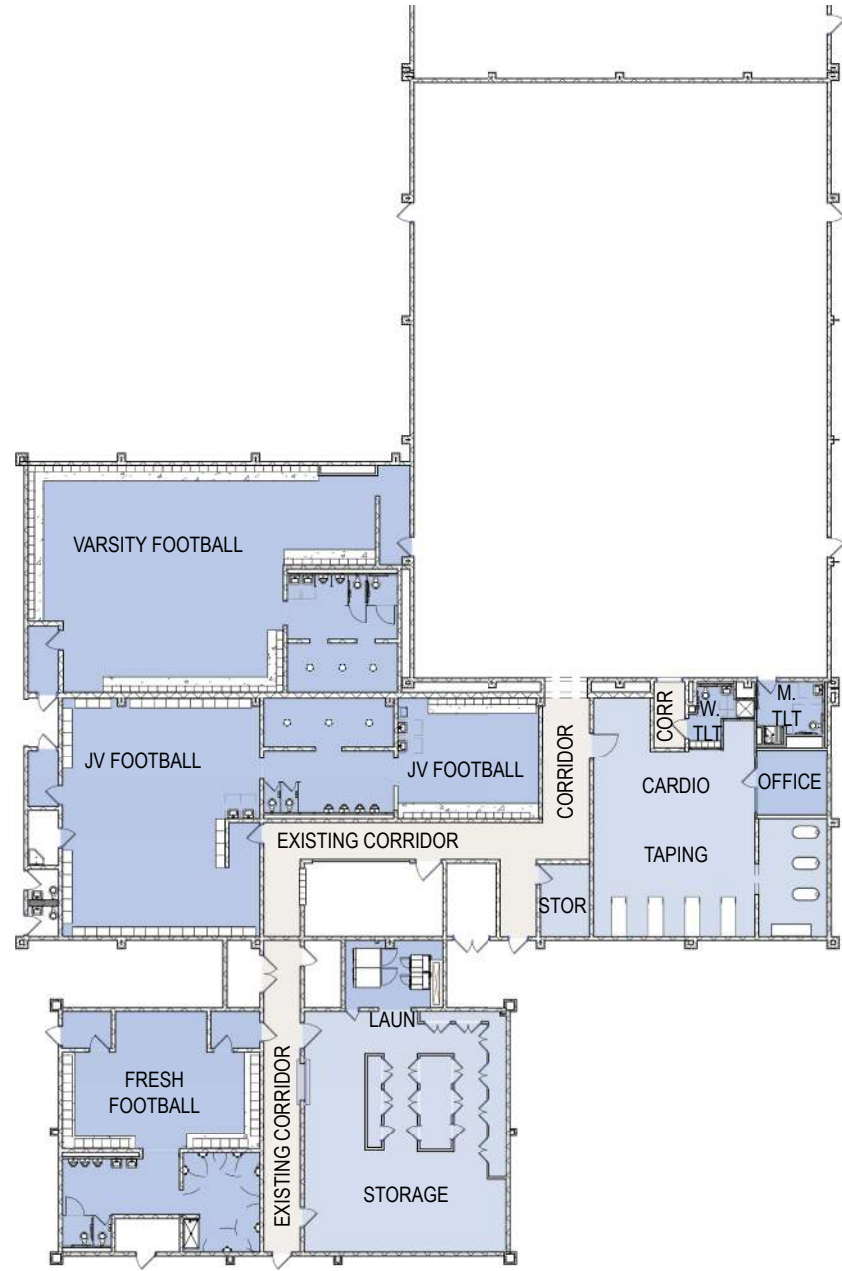 VARSITY FOOTBALL
JV FOOTBALL
JV FOOTBALL
CORRIDOR
CORR
W.
TLT
M.
TLT
CARDIO
OFFICE
EXISTING CORRIDOR
TAPING
STOR
LAUN
FRESH
FOOTBALL
EXISTING CORRIDOR
STORAGE